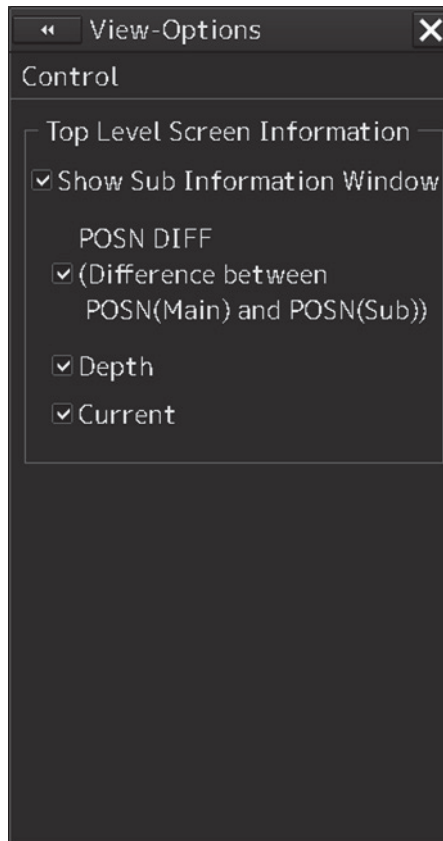 View-Options
Control
Top Level Screen Information
Show Sub Information Window
POSN DIFF
(Difference between
POSN(Main) and POSN(Sub))
Depth
Current